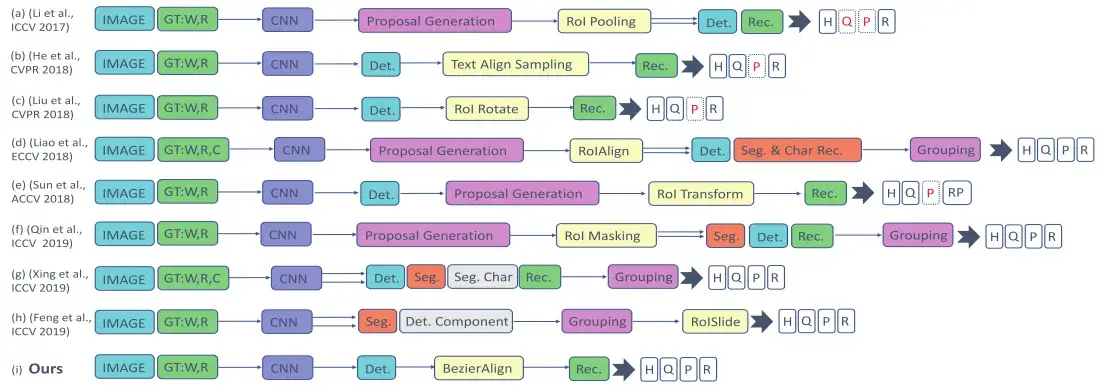 (a) (Li et al., ICCV 2017) IMAGE GT:W,R CNN Proposal Generation RoI Pooling Det. Rec. H Q P R
(b) (He et al., CVPR 2018) IMAGE GT:W,R CNN Det. Text Align Sampling Rec. H Q P R
(c) (Liu et al., CVPR 2018) IMAGE GT:W,R CNN Det. RoI Rotate Rec. H Q P R
(d) (Liao et al., ECCV 2018) IMAGE GT:W,R,C CNN Proposal Generation RoIAlign Det. Seg. & Char Rec. Grouping H Q P R
(e) (Sun et al., ACCV 2018) IMAGE GT:W,R CNN Det. Proposal Generation RoI Transform Rec. H Q P RP
(f) (Qin et al., ICCV 2019) IMAGE GT:W,R CNN Proposal Generation RoI Masking Seg. Det. Rec. Grouping H Q P R
(g) (Xing et al., ICCV 2019) IMAGE GT:W,R,C CNN Det. Seg. Seg. Char Rec. Grouping H Q P R
(h) (Feng et al., ICCV 2019) IMAGE GT:W,R CNN Seg. Det. Component Grouping RoISlide H Q P R
(i) Ours IMAGE GT:W,R CNN Det. BezierAlign Rec. H Q P R